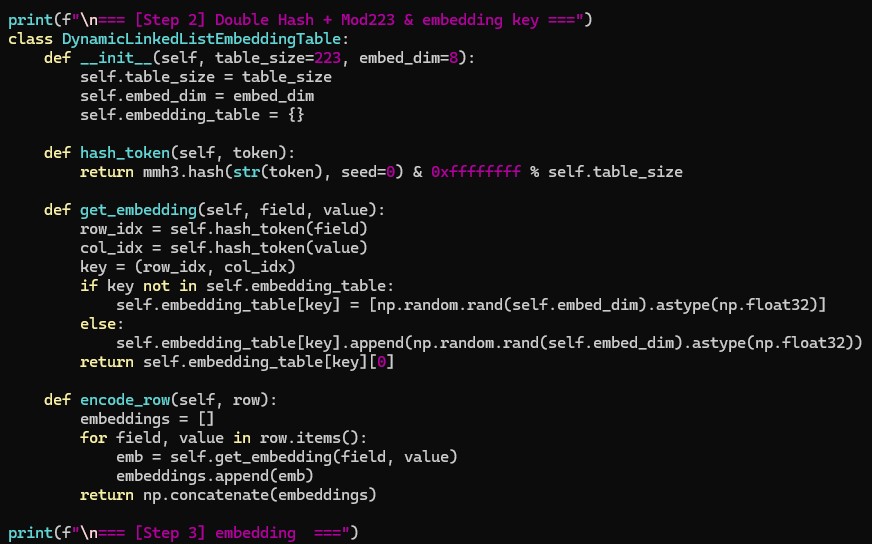 print(f"\n=== [Step 2] Double Hash + Mod223 & embedding key ===")
class DynamicLinkedListEmbeddingTable:
    def __init__(self, table_size=223, embed_dim=8):
        self.table_size = table_size
        self.embed_dim = embed_dim
        self.embedding_table = {}

    def hash_token(self, token):
        return mmh3.hash(str(token), seed=0) & 0xffffffff % self.table_size

    def get_embedding(self, field, value):
        row_idx = self.hash_token(field)
        col_idx = self.hash_token(value)
        key = (row_idx, col_idx)
        if key not in self.embedding_table:
            self.embedding_table[key] = [np.random.rand(self.embed_dim).astype(np.float32)]
        else:
            self.embedding_table[key].append(np.random.rand(self.embed_dim).astype(np.float32))
        return self.embedding_table[key][0]

    def encode_row(self, row):
        embeddings = []
        for field, value in row.items():
            emb = self.get_embedding(field, value)
            embeddings.append(emb)
        return np.concatenate(embeddings)

print(f"\n=== [Step 3] embedding  ===")